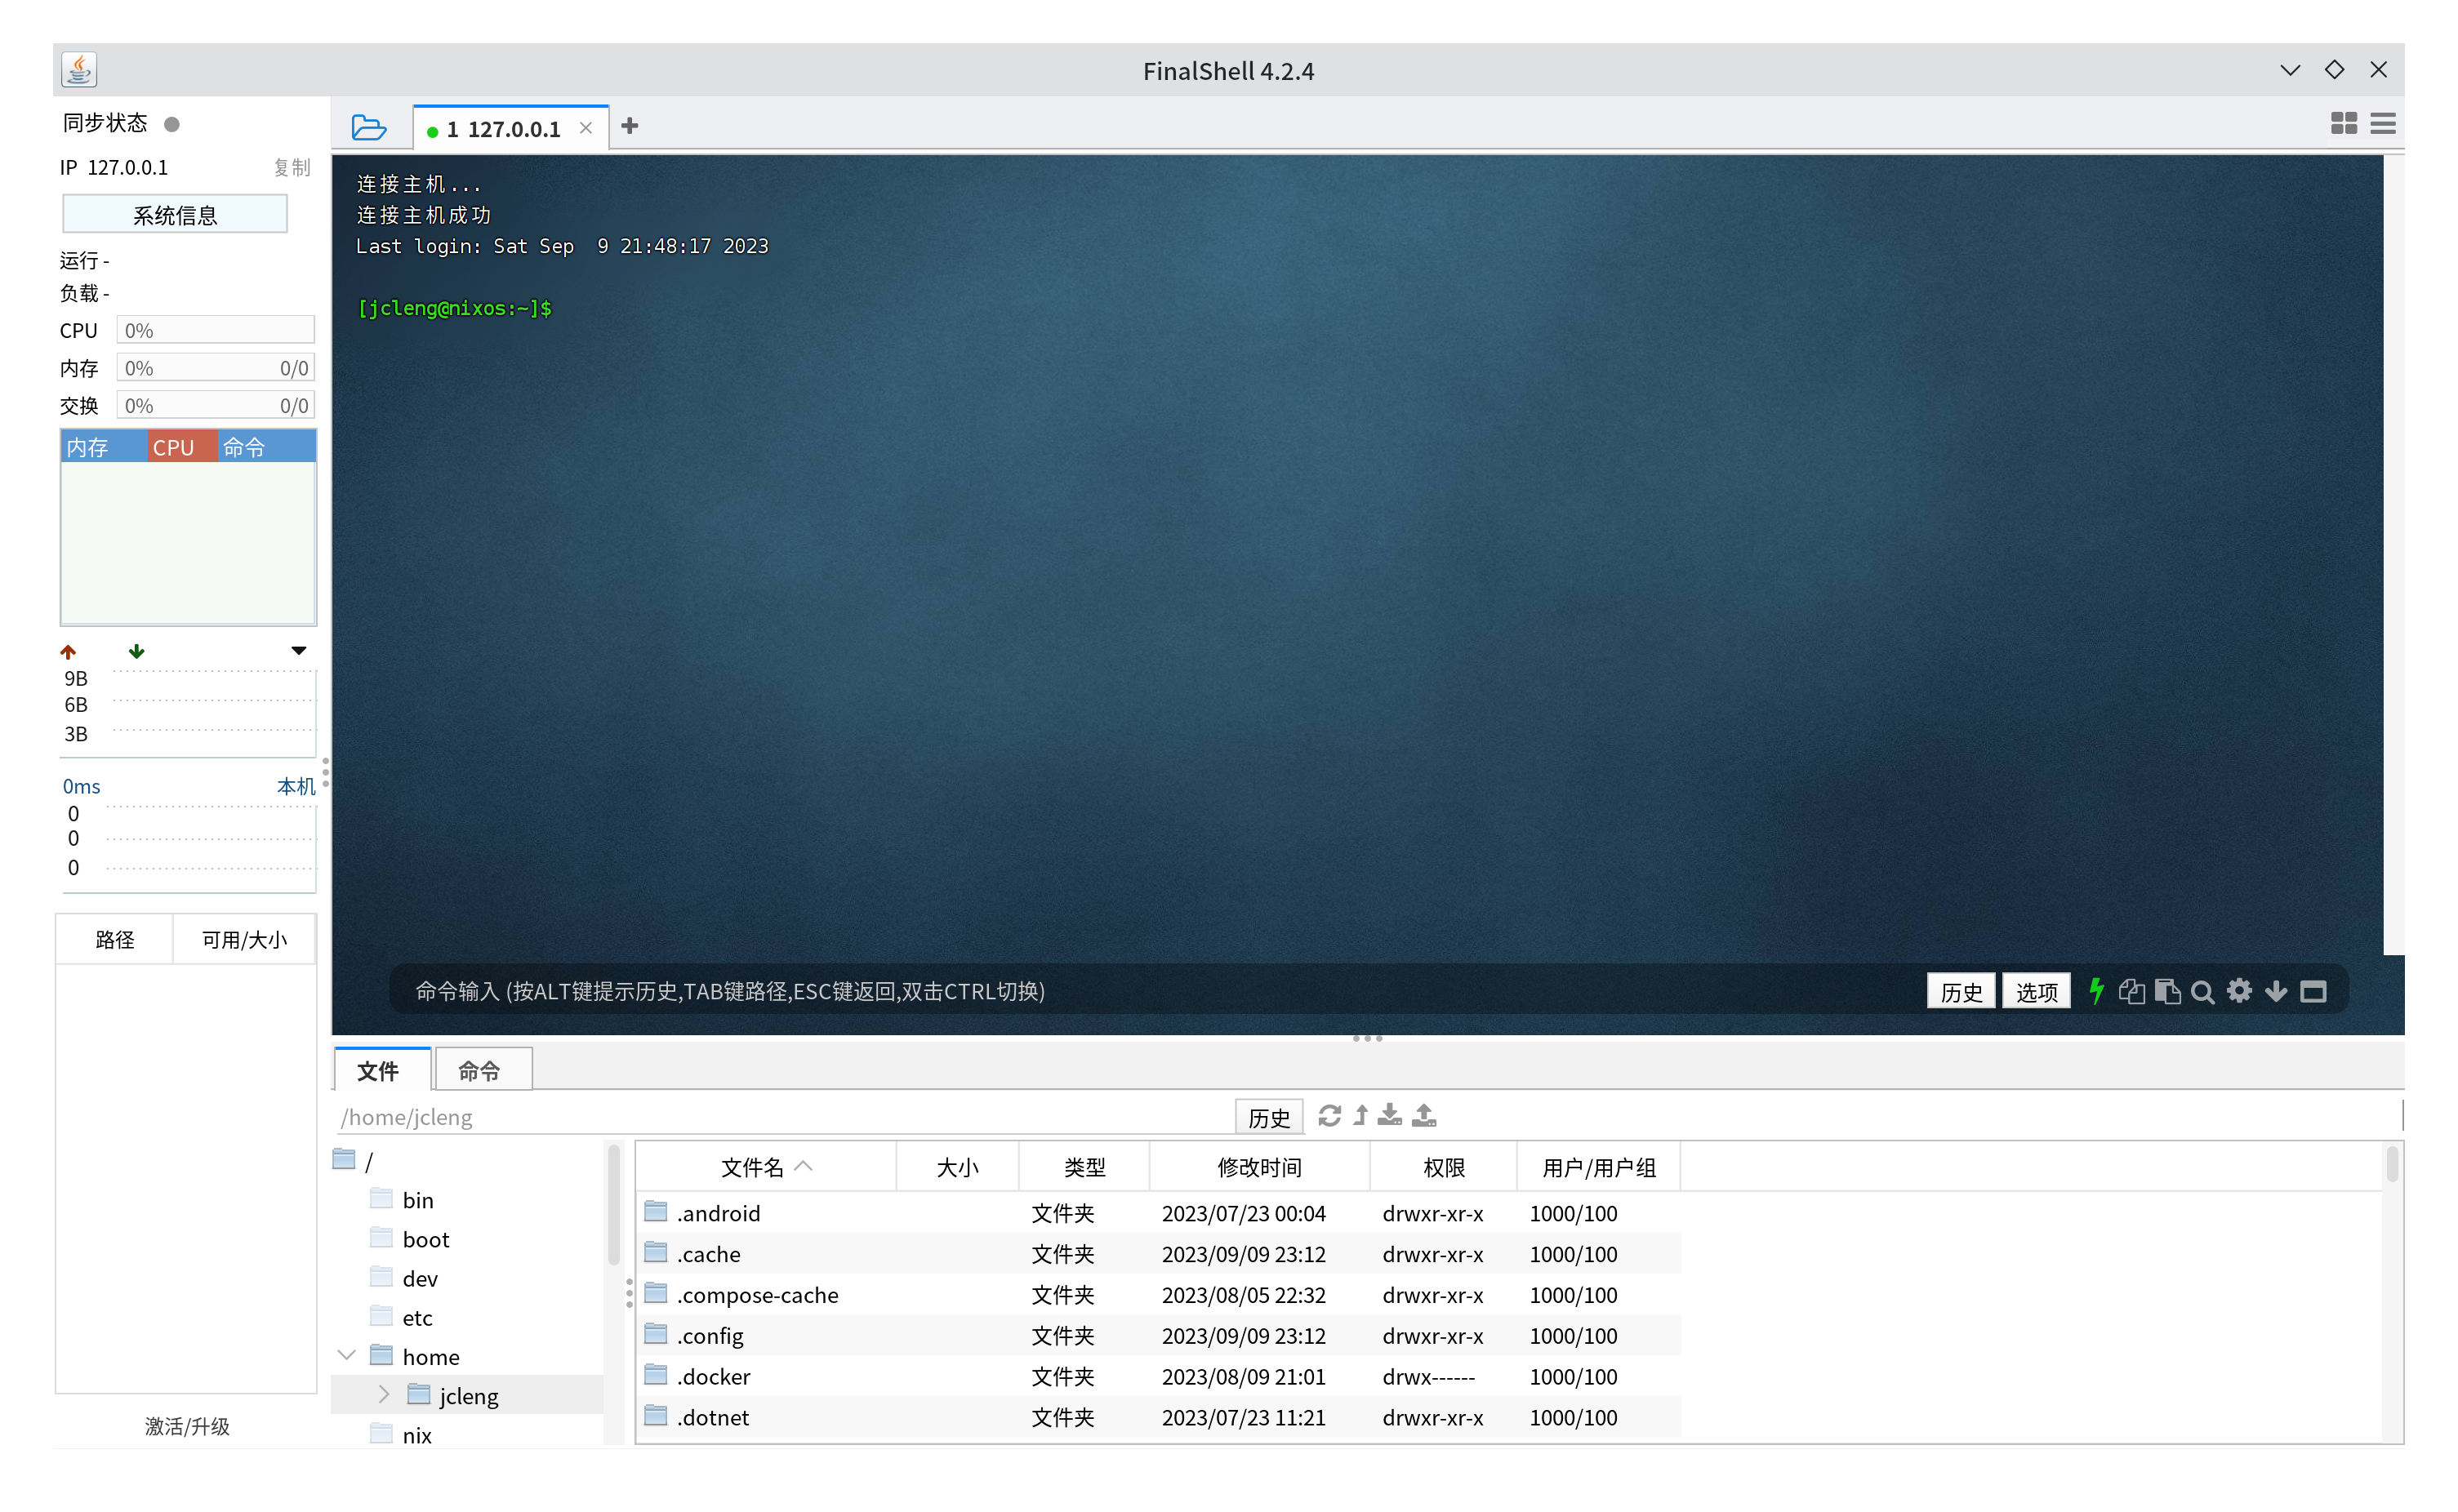 FinalShell 4.2.4
同步状态
IP 127.0.0.1 复制
系统信息
运行 -
负载 -
CPU 0%
内存 0% 0/0
交换 0% 0/0
内存 CPU 命令
9B
6B
3B
0ms 本机
0
0
0
路径 可用/大小
激活/升级
1 127.0.0.1
连接主机...
连接主机成功
Last login: Sat Sep  9 21:48:17 2023
[jcleng@nixos:~]$
命令输入 (按ALT键提示历史,TAB键路径,ESC键返回,双击CTRL切换) 历史 选项
文件 命令
/home/jcleng 历史
/
bin
boot
dev
etc
home
jcleng
nix
文件名 大小 类型 修改时间 权限 用户/用户组
.android 文件夹 2023/07/23 00:04 drwxr-xr-x 1000/100
.cache 文件夹 2023/09/09 23:12 drwxr-xr-x 1000/100
.compose-cache 文件夹 2023/08/05 22:32 drwxr-xr-x 1000/100
.config 文件夹 2023/09/09 23:12 drwxr-xr-x 1000/100
.docker 文件夹 2023/08/09 21:01 drwx------ 1000/100
.dotnet 文件夹 2023/07/23 11:21 drwxr-xr-x 1000/100